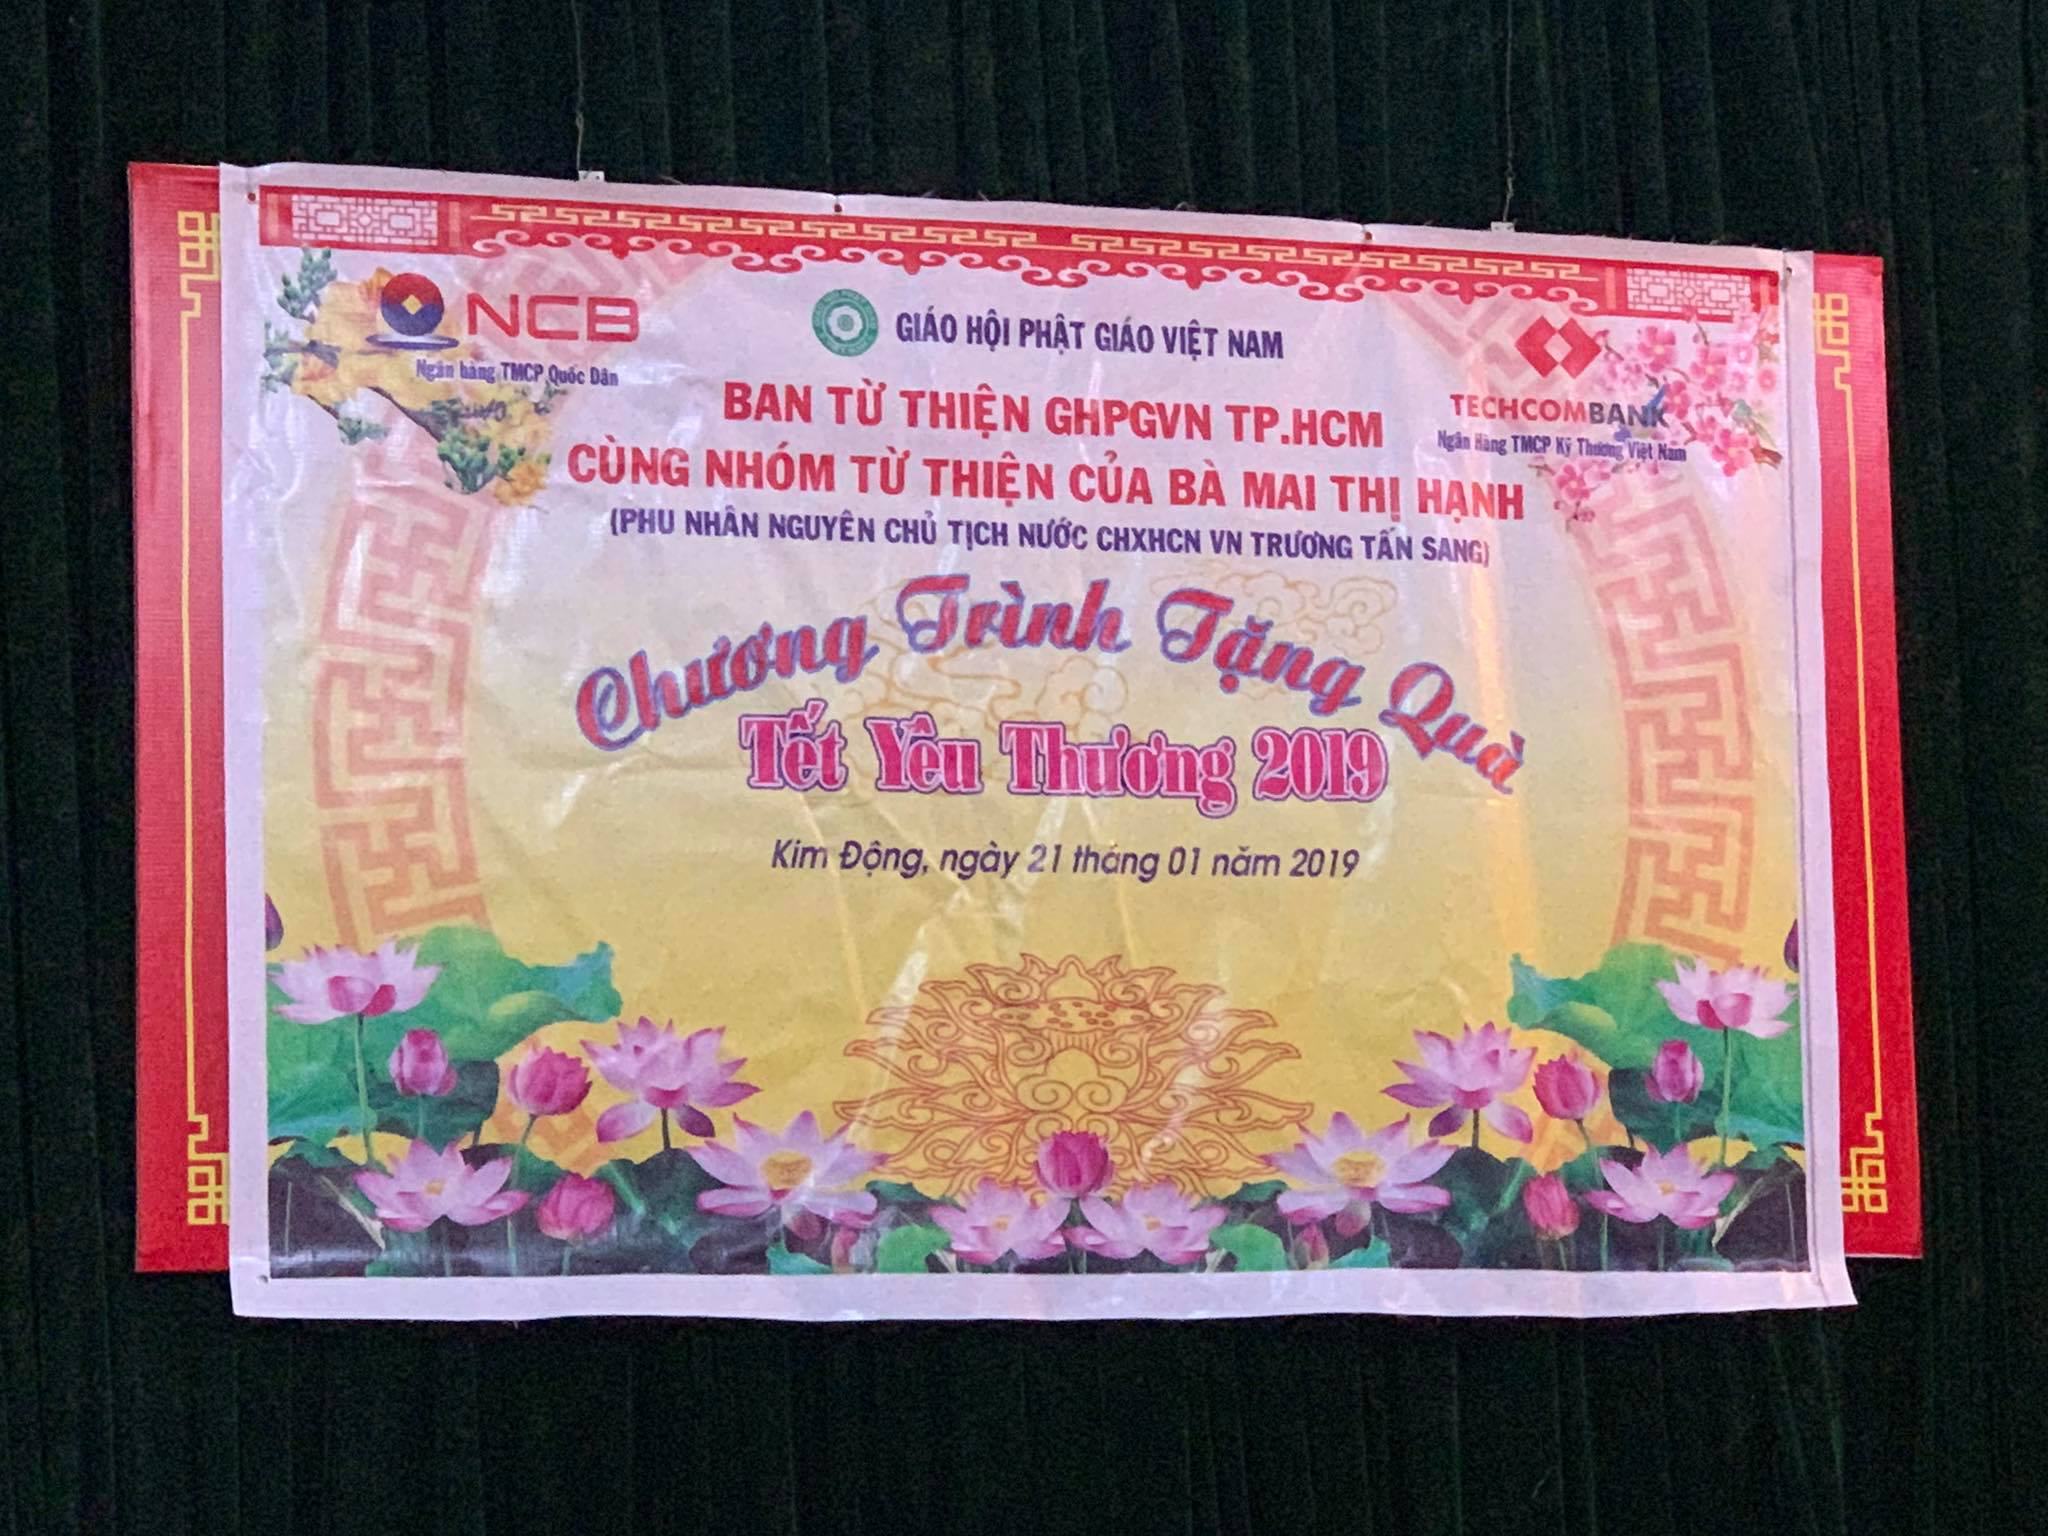 NCB
Ngân hàng TMCP Quốc Dân
GIÁO HỘI PHẬT GIÁO VIỆT NAM
TECHCOMBANK
Ngân Hàng TMCP Kỹ Thương Việt Nam
BAN TỪ THIỆN GHPGVN TP.HCM
CÙNG NHÓM TỪ THIỆN CỦA BÀ MAI THỊ HẠNH
(PHU NHÂN NGUYÊN CHỦ TỊCH NƯỚC CHXHCN VN TRƯƠNG TẤN SANG)
Chương Trình Tặng Quà
Tết Yêu Thương 2019
Kim Động, ngày 21 tháng 01 năm 2019